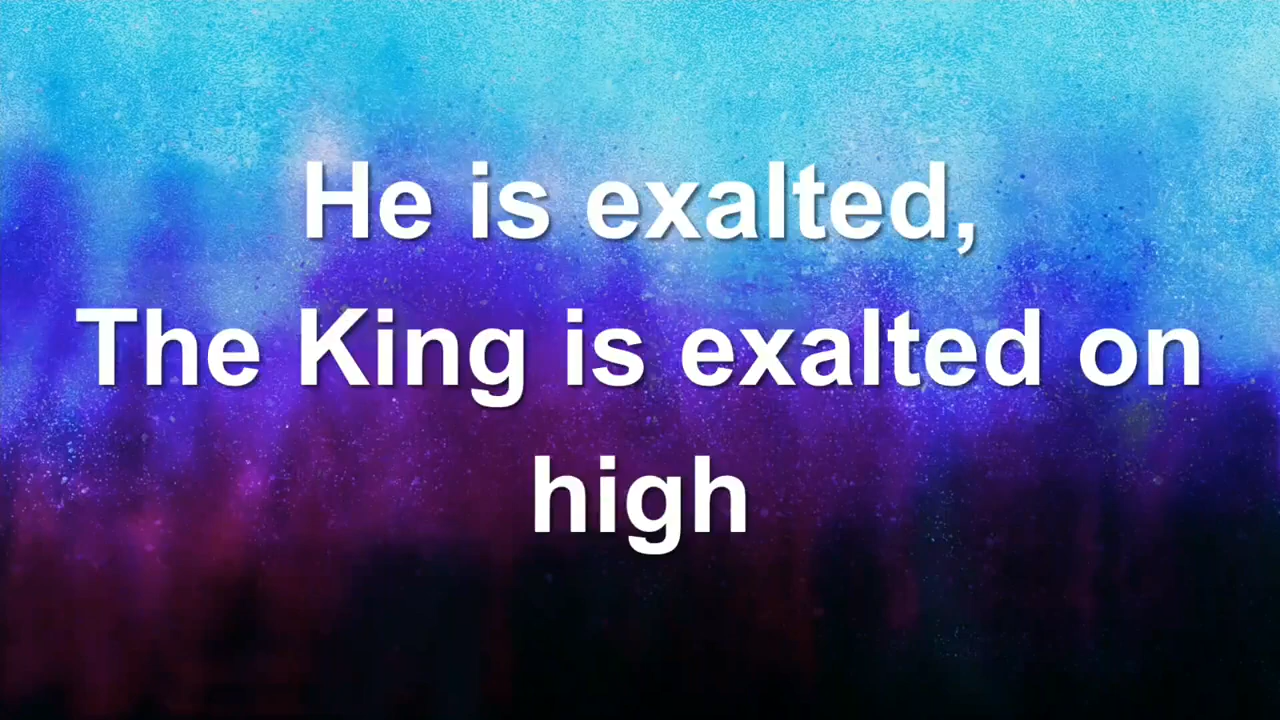 He is exalted,
The King is exalted on
high